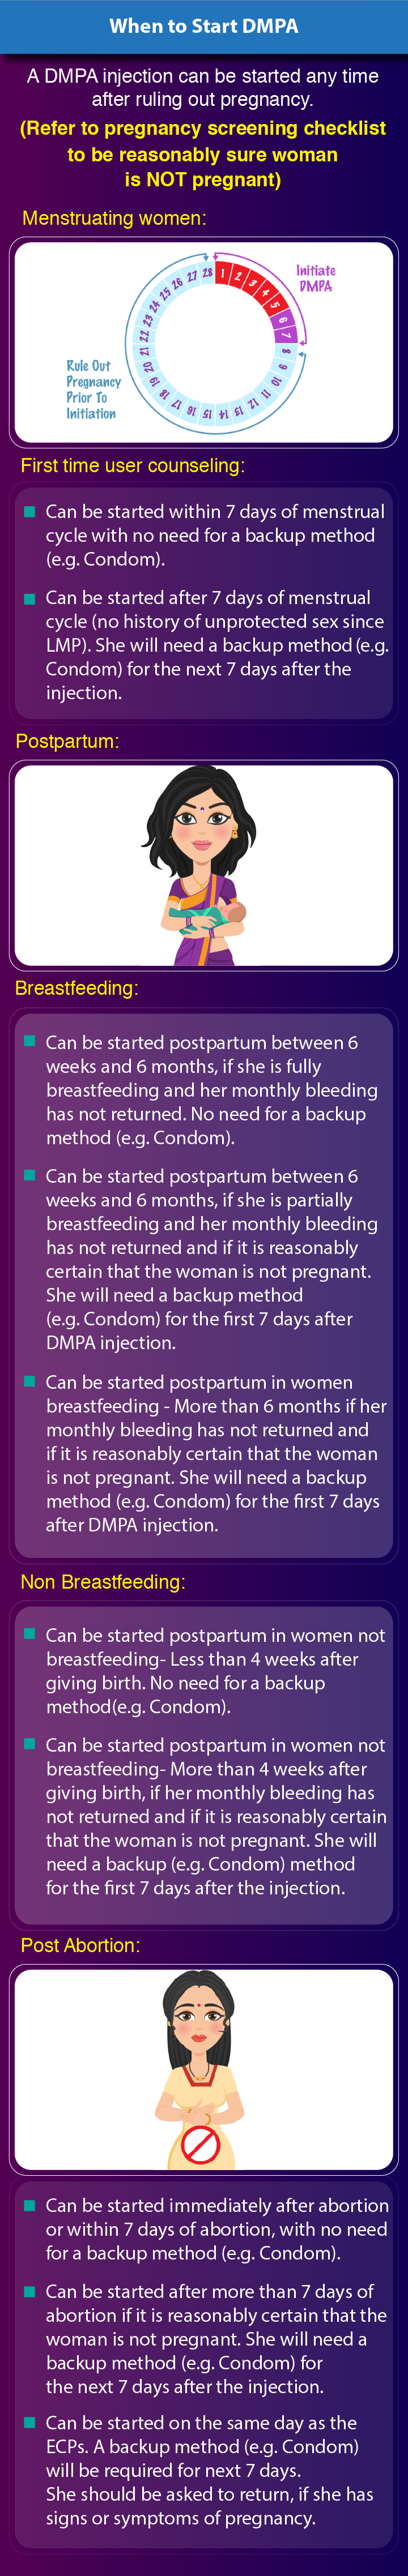 When to Start DMPA
A DMPA injection can be started any time
after ruling out pregnancy.
(Refer to pregnancy screening checklist
to be reasonably sure woman
is NOT pregnant)
Menstruating women:
1 2 3 4 5 6 7 8 9 10 11 12 13 14 15 16 17 18 19 20 21 22 23 24 25 26 27 28
Initiate
DMPA
Rule Out
Pregnancy
Prior To
Initiation
First time user counseling:
Can be started within 7 days of menstrual
cycle with no need for a backup method
(e.g. Condom).
Can be started after 7 days of menstrual
cycle (no history of unprotected sex since
LMP). She will need a backup method (e.g.
Condom) for the next 7 days after the
injection.
Postpartum:
Breastfeeding:
Can be started postpartum between 6
weeks and 6 months, if she is fully
breastfeeding and her monthly bleeding
has not returned. No need for a backup
method (e.g. Condom).
Can be started postpartum between 6
weeks and 6 months, if she is partially
breastfeeding and her monthly bleeding
has not returned and if it is reasonably
certain that the woman is not pregnant.
She will need a backup method
(e.g. Condom) for the first 7 days after
DMPA injection.
Can be started postpartum in women
breastfeeding - More than 6 months if her
monthly bleeding has not returned and
if it is reasonably certain that the woman
is not pregnant. She will need a backup
method (e.g. Condom) for the first 7 days
after DMPA injection.
Non Breastfeeding:
Can be started postpartum in women not
breastfeeding- Less than 4 weeks after
giving birth. No need for a backup
method(e.g. Condom).
Can be started postpartum in women not
breastfeeding- More than 4 weeks after
giving birth, if her monthly bleeding has
not returned and if it is reasonably certain
that the woman is not pregnant. She will
need a backup (e.g. Condom) method
for the first 7 days after the injection.
Post Abortion:
Can be started immediately after abortion
or within 7 days of abortion, with no need
for a backup method (e.g. Condom).
Can be started after more than 7 days of
abortion if it is reasonably certain that the
woman is not pregnant. She will need a
backup method (e.g. Condom) for
the next 7 days after the injection.
Can be started on the same day as the
ECPs. A backup method (e.g. Condom)
will be required for next 7 days.
She should be asked to return, if she has
signs or symptoms of pregnancy.